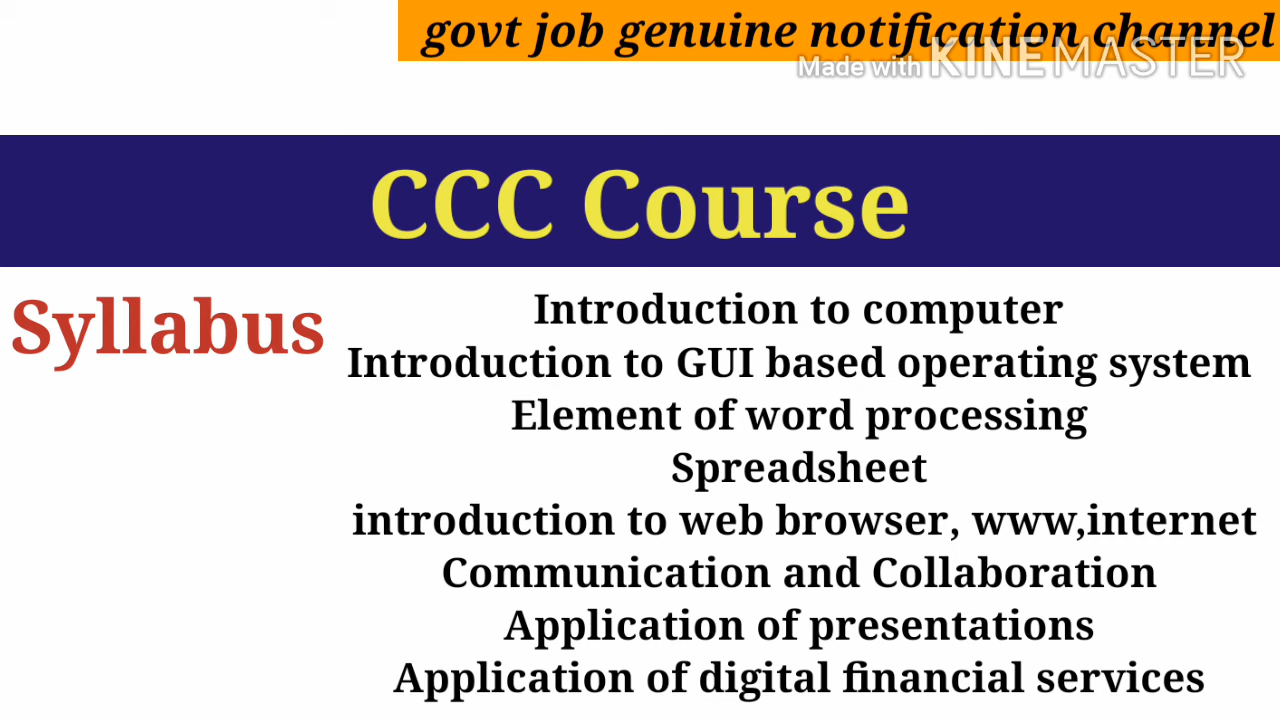 govt job genuine notification channel
Made with KINEMASTER
CCC Course
Syllabus
Introduction to computer
Introduction to GUI based operating system
Element of word processing
Spreadsheet
introduction to web browser, www,internet
Communication and Collaboration
Application of presentations
Application of digital financial services